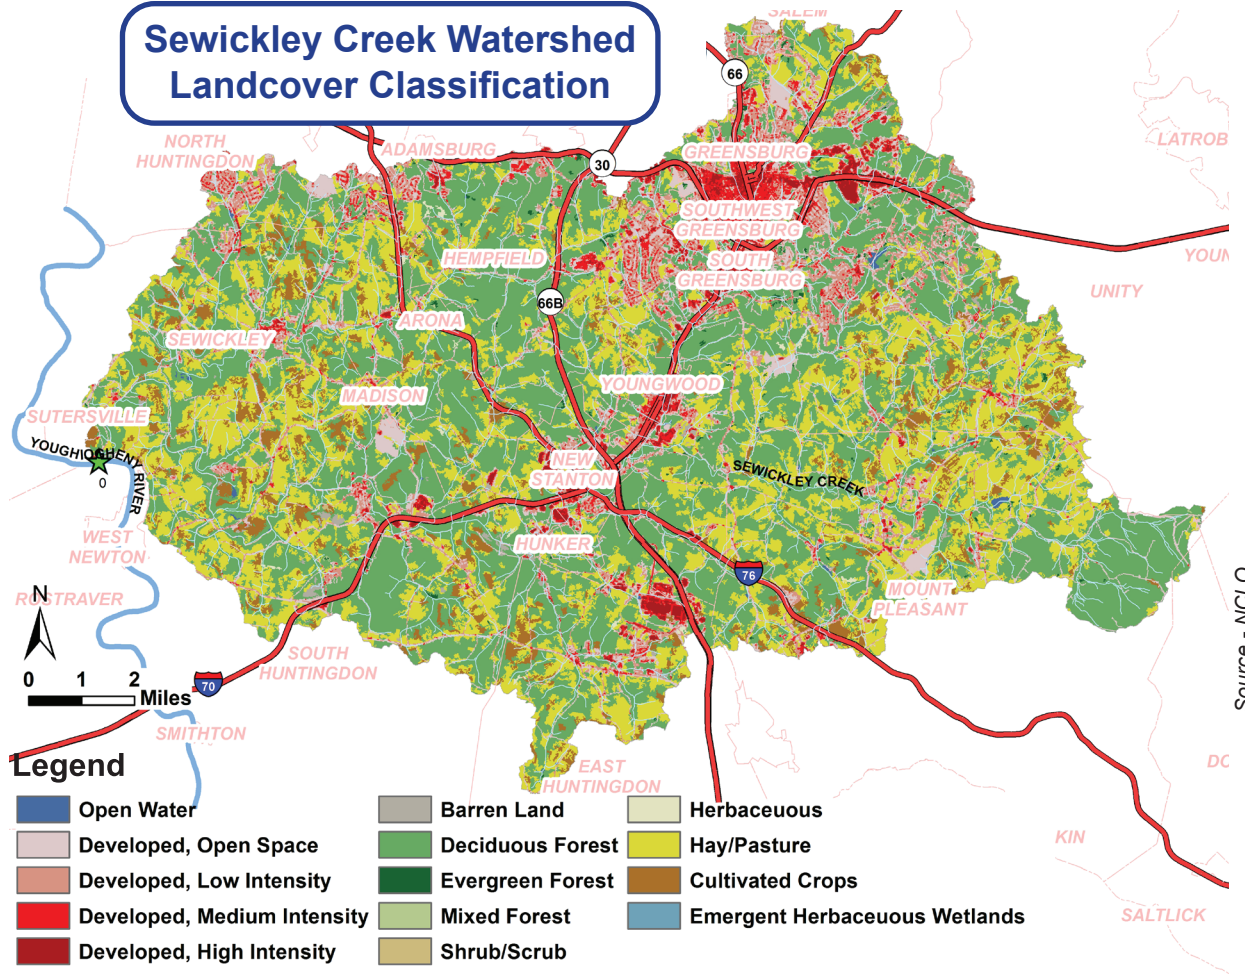 Sewickley Creek Watershed
Landcover Classification
SALEM
66
NORTH
HUNTINGDON
ADAMSBURG
30
GREENSBURG
LATROB
SOUTHWEST
GREENSBURG
HEMPFIELD
SOUTH
GREENSBURG
YOUN
UNITY
66B
ARONA
SEWICKLEY
YOUNGWOOD
MADISON
SUTERSVILLE
YOUGHIOGHENY RIVER
0
NEW
STANTON
SEWICKLEY CREEK
WEST
NEWTON
HUNKER
76
MOUNT
PLEASANT
N
ROSTRAVER
Source - NLCD
0 1 2
Miles
SOUTH
HUNTINGDON
70
SMITHTON
EAST
HUNTINGDON
DO
Legend
Open Water
Developed, Open Space
Developed, Low Intensity
Developed, Medium Intensity
Developed, High Intensity
Barren Land
Deciduous Forest
Evergreen Forest
Mixed Forest
Shrub/Scrub
Herbaceuous
Hay/Pasture
Cultivated Crops
Emergent Herbaceuous Wetlands
KIN
SALTLICK